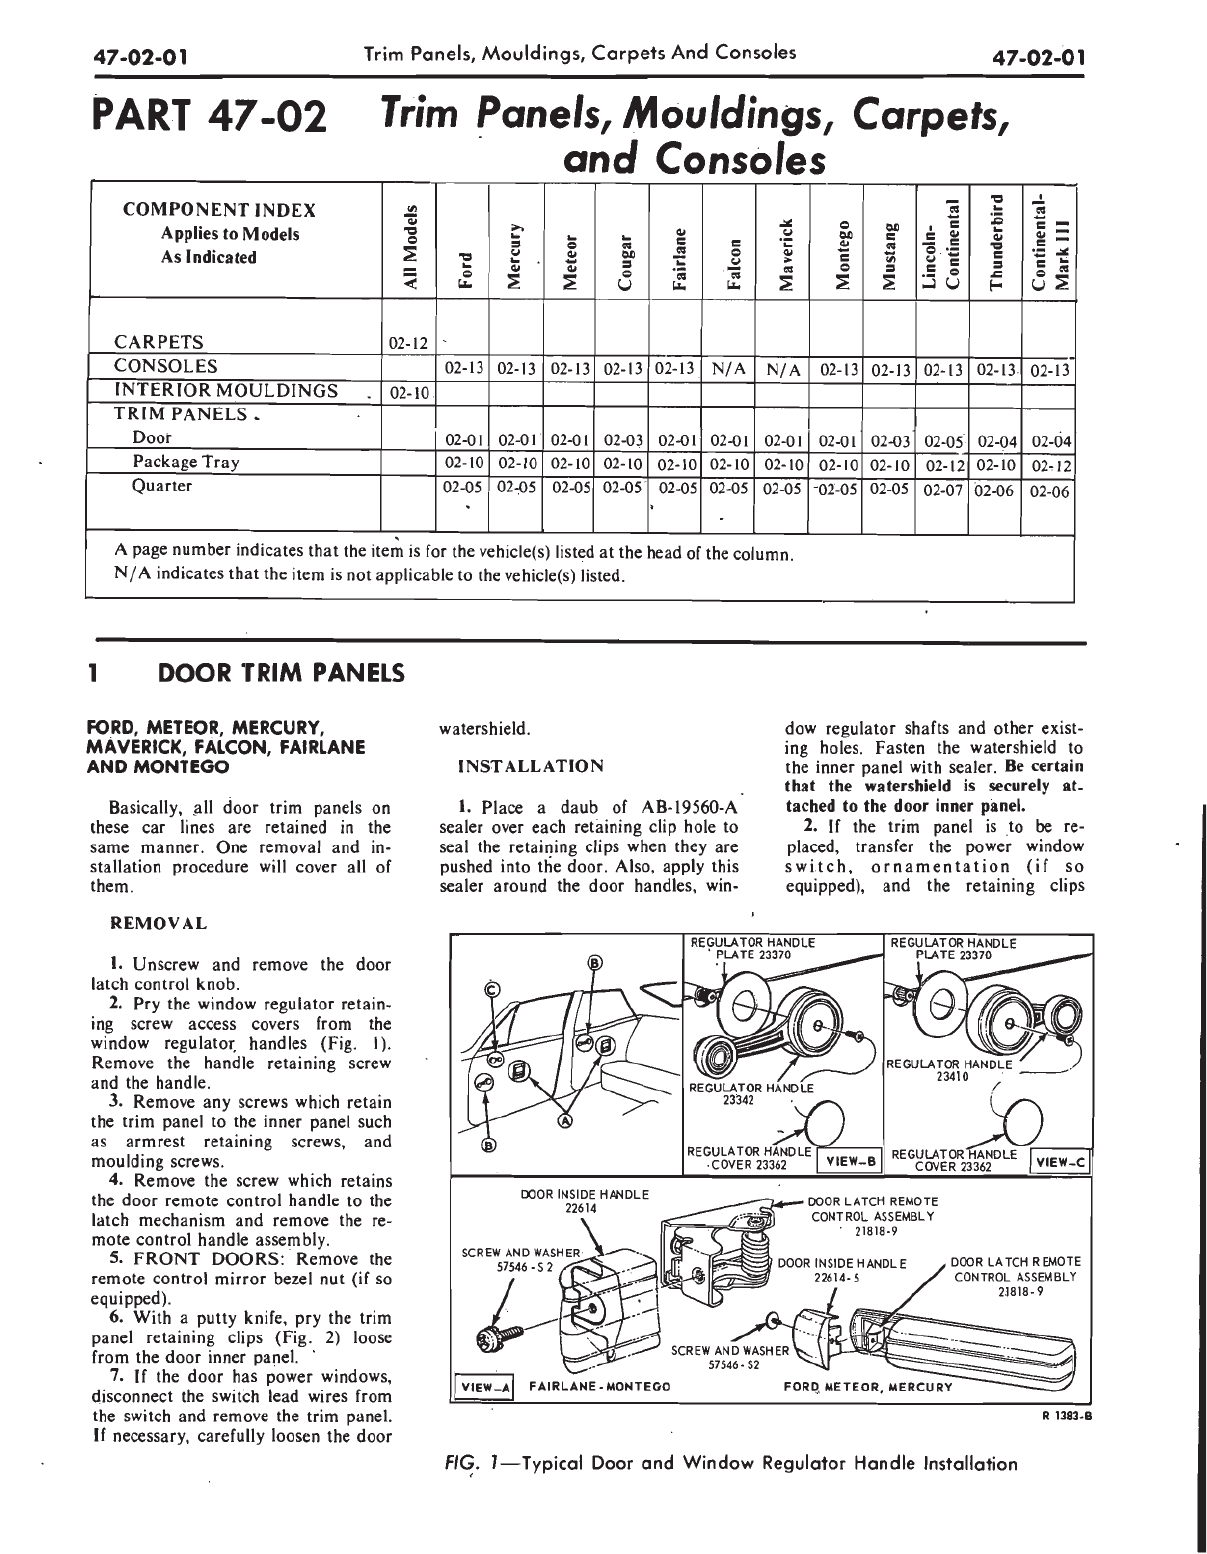 47-02-01 Trim Panels, Mouldings, Carpets And Consoles 47-02-01
PART 47-02 Trim Panels, Mouldings, Carpets,
and Consoles
COMPONENT INDEX
Applies to Models
As Indicated
All Models
Ford
Mercury
Meteor
Cougar
Fairlane
Falcon
Maverick
Montego
Mustang
Lincoln-
Continental
Thunderbird
Continental-
Mark III
CARPETS 02-12
CONSOLES 02-13 02-13 02-13 02-13 02-13 N/A N/A 02-13 02-13 02-13 02-13 02-13
INTERIOR MOULDINGS 02-10
TRIM PANELS
Door 02-01 02-01 02-01 02-03 02-01 02-01 02-01 02-01 02-03 02-05 02-04 02-04
Package Tray 02-10 02-10 02-10 02-10 02-10 02-10 02-10 02-10 02-10 02-12 02-10 02-12
Quarter 02-05 02-05 02-05 02-05 02-05 02-05 02-05 02-05 02-05 02-07 02-06 02-06
A page number indicates that the item is for the vehicle(s) listed at the head of the column.
N/A indicates that the item is not applicable to the vehicle(s) listed.
1 DOOR TRIM PANELS
FORD, METEOR, MERCURY,
MAVERICK, FALCON, FAIRLANE
AND MONTEGO
Basically, all door trim panels on
these car lines are retained in the
same manner. One removal and in-
stallation procedure will cover all of
them.
REMOVAL
1. Unscrew and remove the door
latch control knob.
2. Pry the window regulator retain-
ing screw access covers from the
window regulator handles (Fig. 1).
Remove the handle retaining screw
and the handle.
3. Remove any screws which retain
the trim panel to the inner panel such
as armrest retaining screws, and
moulding screws.
4. Remove the screw which retains
the door remote control handle to the
latch mechanism and remove the re-
mote control handle assembly.
5. FRONT DOORS: Remove the
remote control mirror bezel nut (if so
equipped).
6. With a putty knife, pry the trim
panel retaining clips (Fig. 2) loose
from the door inner panel.
7. If the door has power windows,
disconnect the switch lead wires from
the switch and remove the trim panel.
If necessary, carefully loosen the door
watershield.
INSTALLATION
1. Place a daub of AB-19560-A
sealer over each retaining clip hole to
seal the retaining clips when they are
pushed into the door. Also, apply this
sealer around the door handles, win-
dow regulator shafts and other exist-
ing holes. Fasten the watershield to
the inner panel with sealer. Be certain
that the watershield is securely at-
tached to the door inner panel.
2. If the trim panel is to be re-
placed, transfer the power window
switch, ornamentation (if so
equipped), and the retaining clips
B
C
B
A
REGULATOR HANDLE
PLATE 23370
REGULATOR HANDLE
23342
REGULATOR HANDLE
COVER 23362
VIEW-B
REGULATOR HANDLE
PLATE 23370
REGULATOR HANDLE
23410
REGULATOR HANDLE
COVER 23362
VIEW-C
DOOR INSIDE HANDLE
22614
SCREW AND WASHER
57546-S2
DOOR LATCH REMOTE
CONTROL ASSEMBLY
21818-9
DOOR INSIDE HANDLE
22614-5
DOOR LATCH REMOTE
CONTROL ASSEMBLY
21818-9
SCREW AND WASHER
57546-S2
VIEW-A FAIRLANE-MONTEGO FORD, METEOR, MERCURY
R 1383-B
FIG. 1—Typical Door and Window Regulator Handle Installation